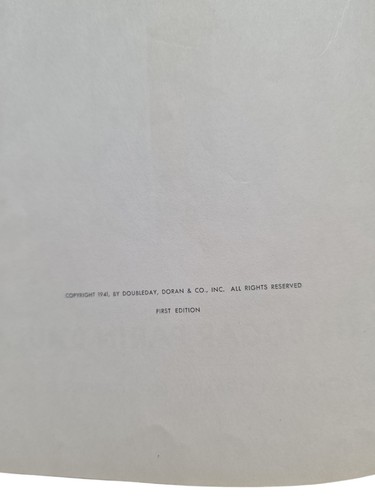 COPYRIGHT 1941, BY DOUBLEDAY, DORAN & CO., INC. ALL RIGHTS RESERVED
FIRST EDITION